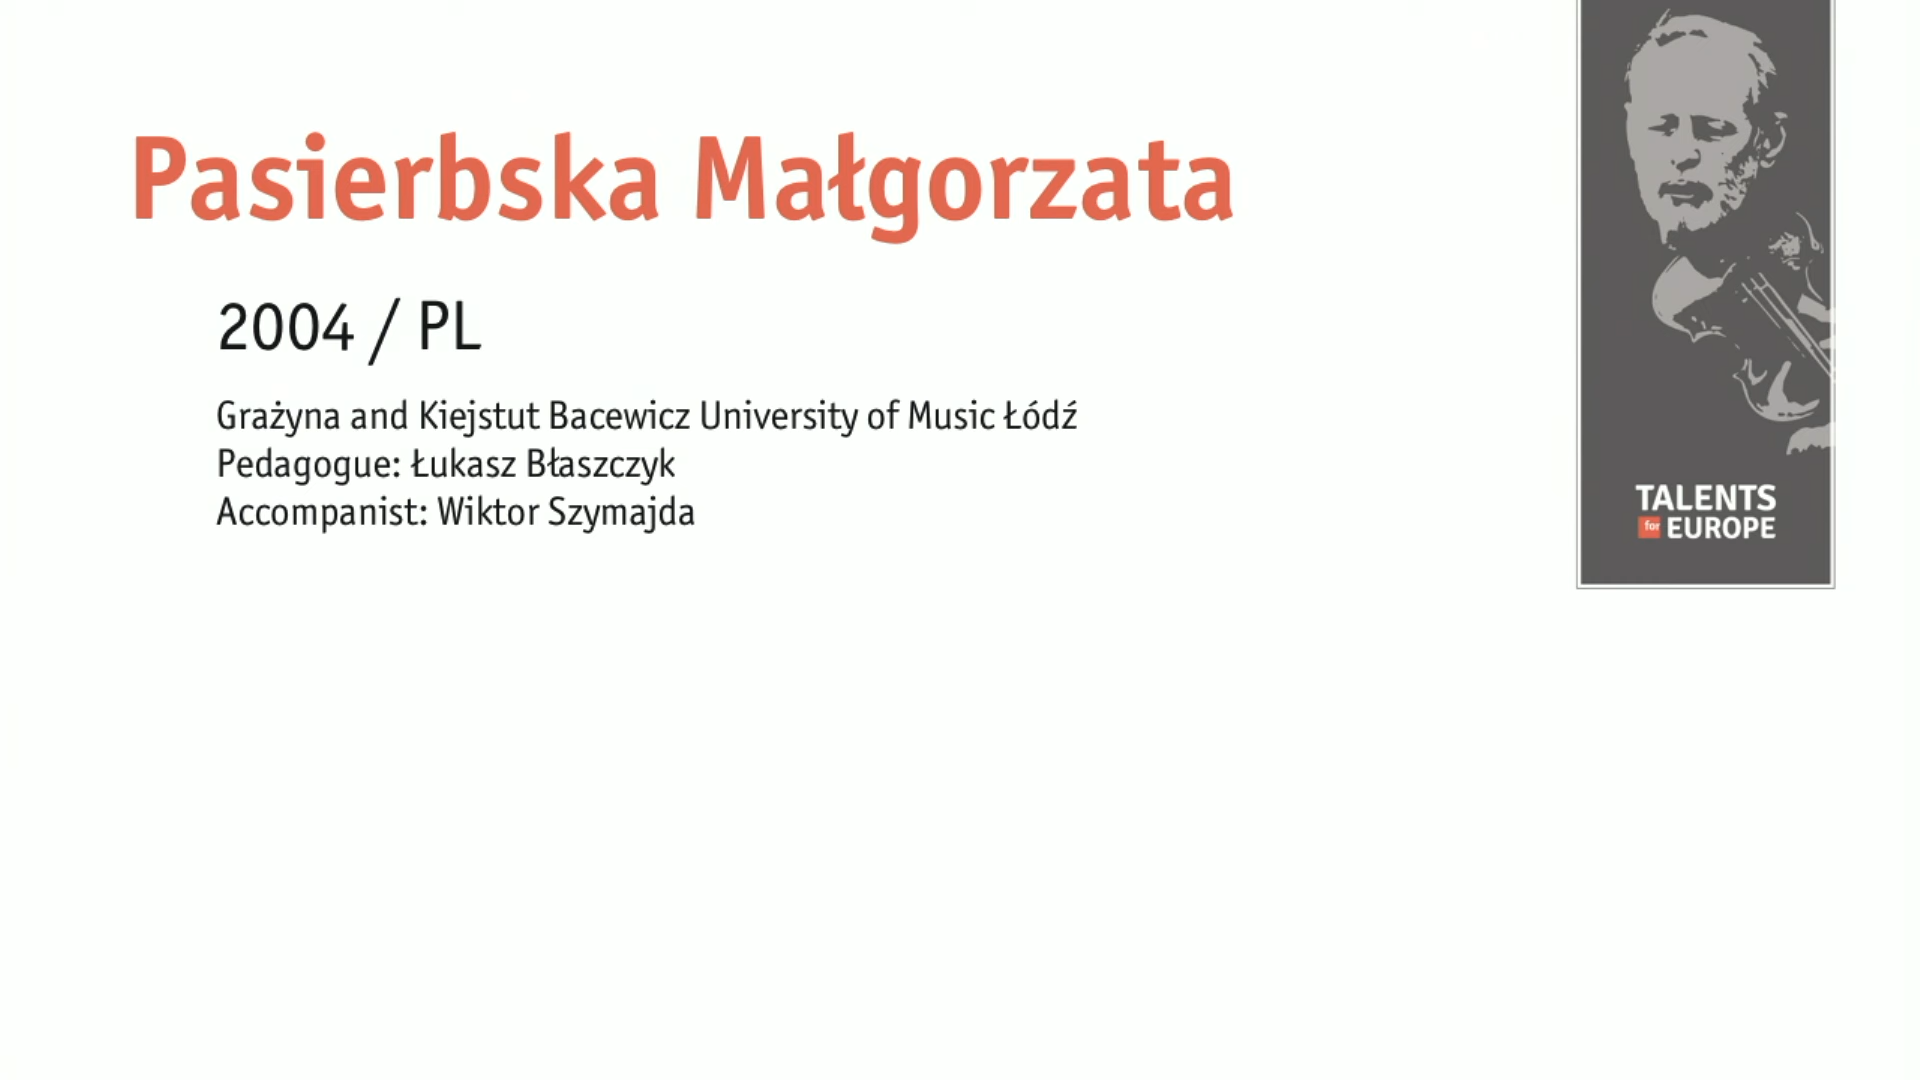 Pasierbska Małgorzata
2004 / PL
Grażyna and Kiejstut Bacewicz University of Music Łódź
Pedagogue: Łukasz Błaszczyk
Accompanist: Wiktor Szymajda
TALENTS
for EUROPE